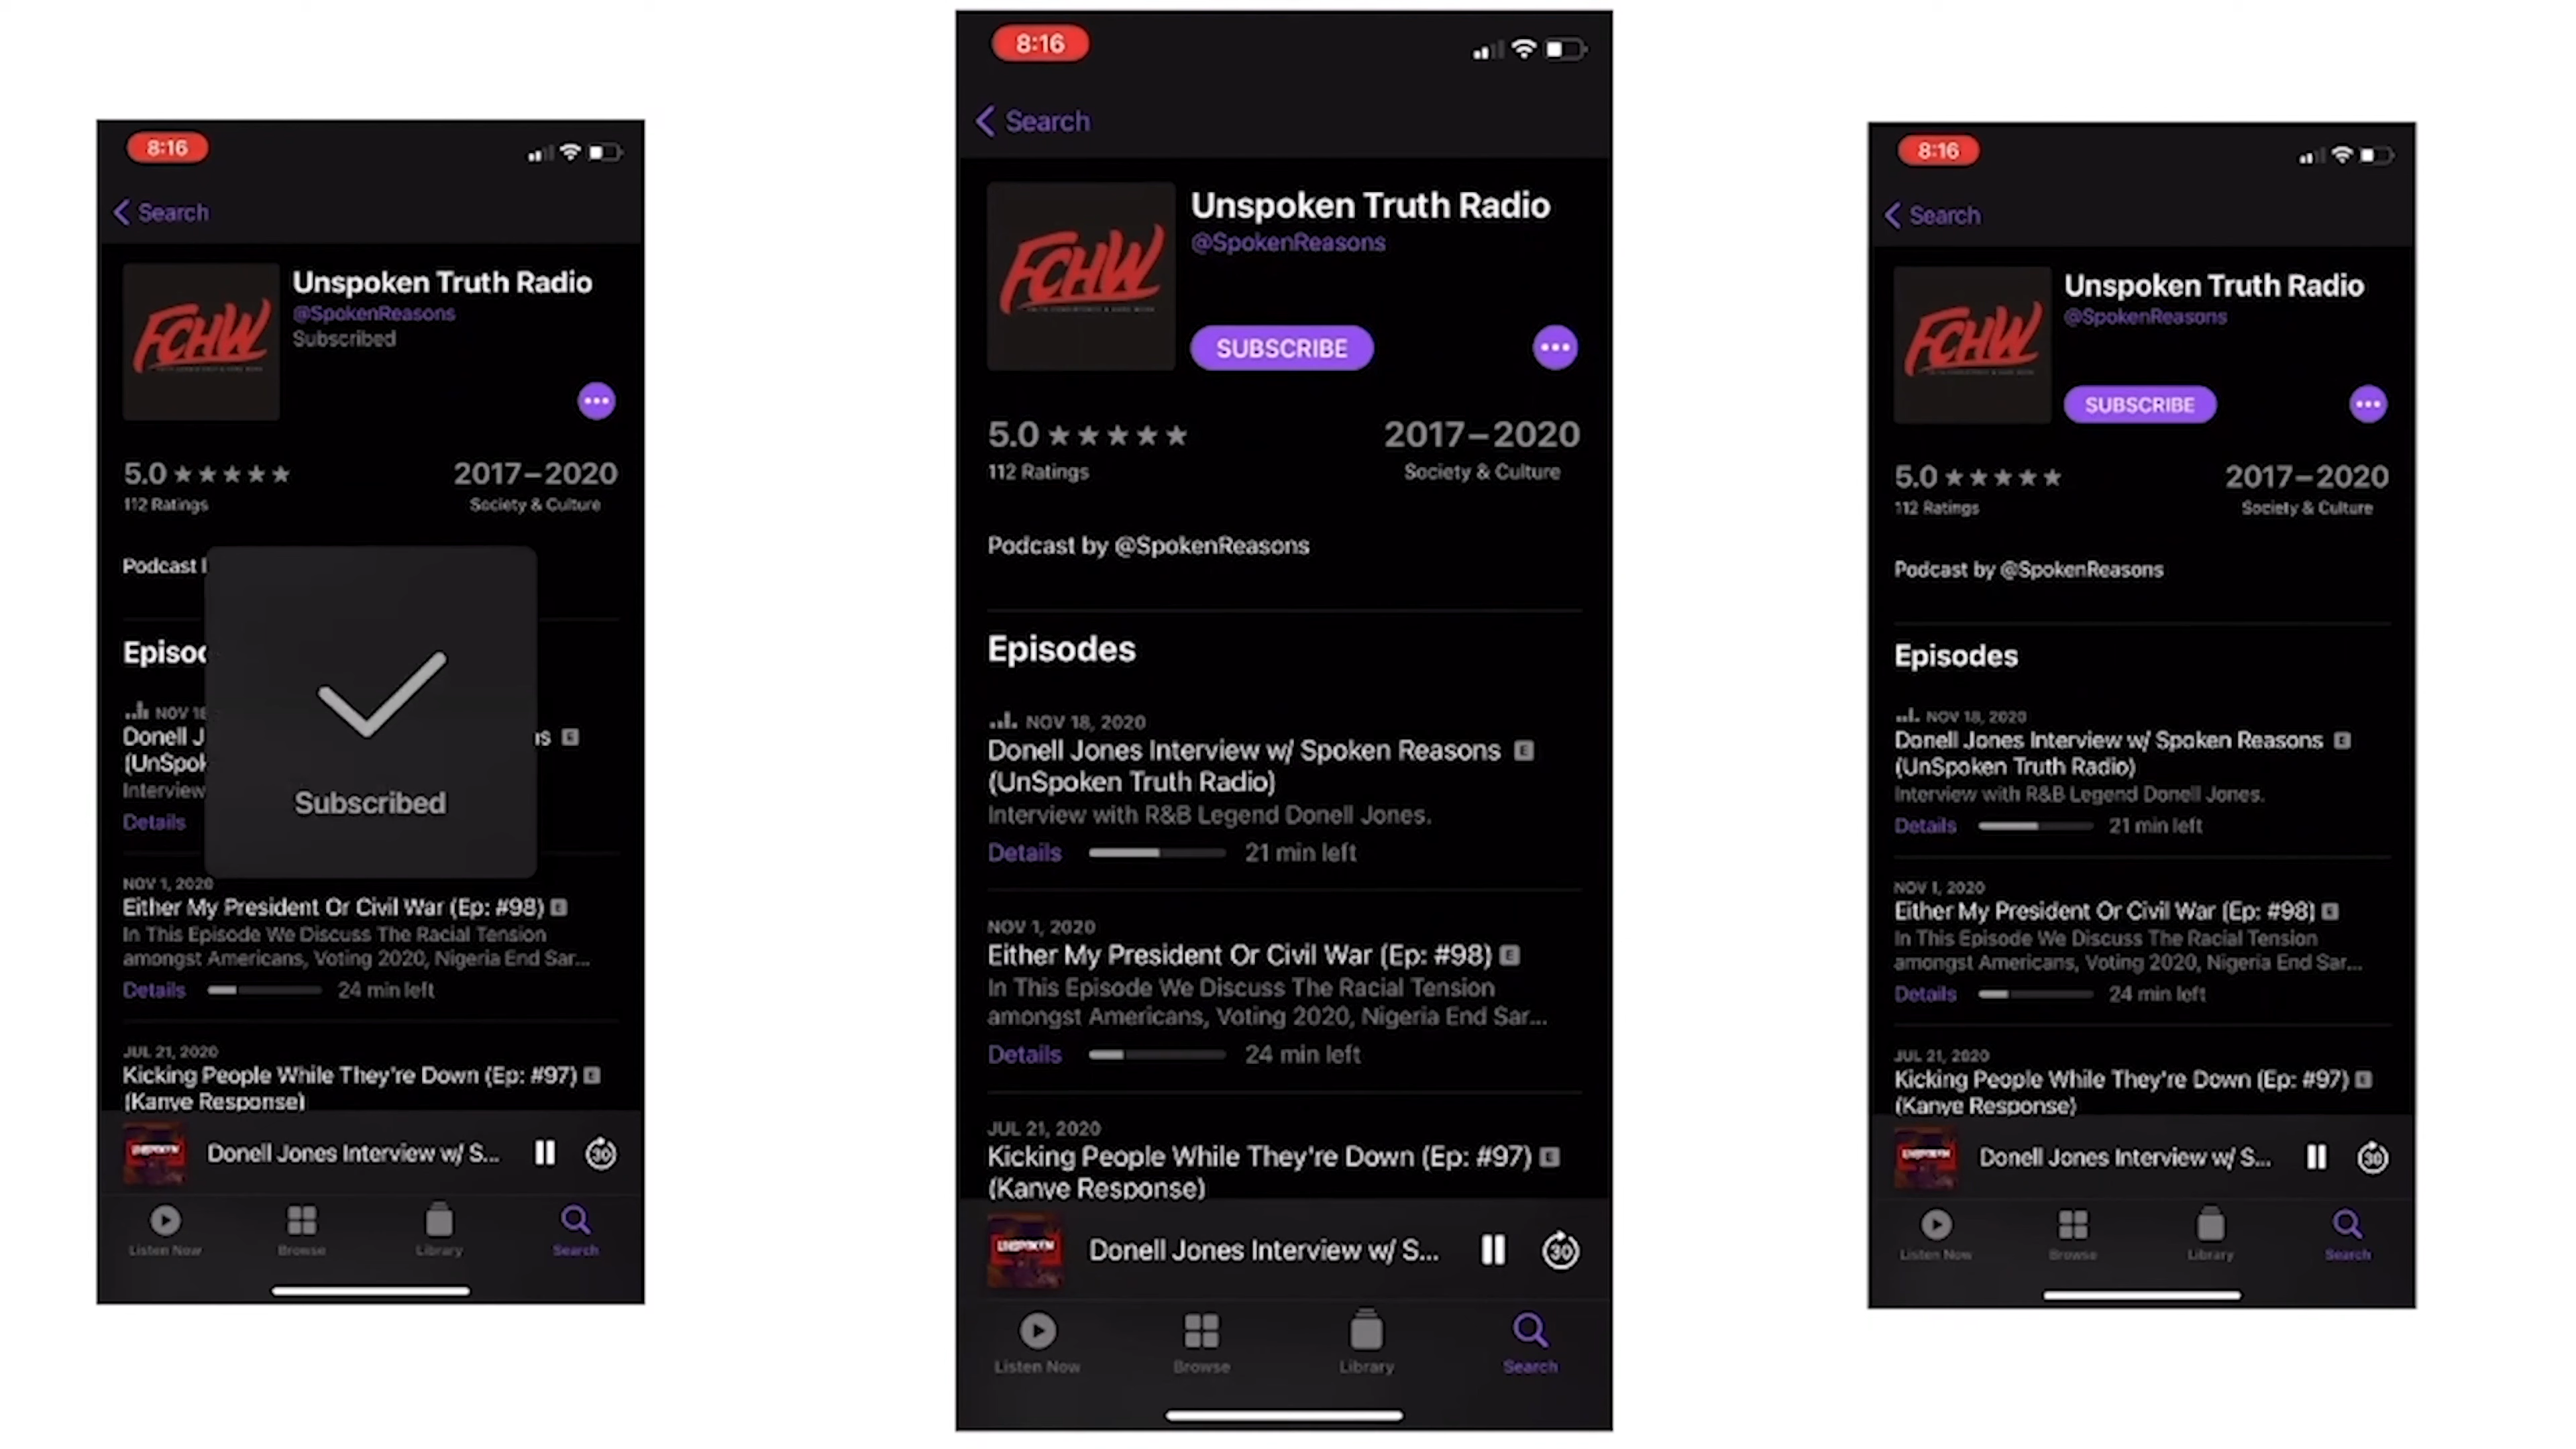 8:16
Search
FCHW
Unspoken Truth Radio
@SpokenReasons
Subscribed
5.0 ★★★★★
2017–2020
112 Ratings
Society & Culture
Podcast
Episo
NOV 18
Donell J
s E
(UnSpok
Interview
Details
Subscribed
NOV 1, 2020
Either My President Or Civil War (Ep: #98) E
In This Episode We Discuss The Racial Tension
amongst Americans, Voting 2020, Nigeria End Sar...
Details 24 min left
JUL 21, 2020
Kicking People While They're Down (Ep: #97) E
(Kanye Response)
UNSPOKEN
Donell Jones Interview w/ S...
30
Listen Now Browse Library Search
8:16
Search
FCHW
Unspoken Truth Radio
@SpokenReasons
SUBSCRIBE
5.0 ★★★★★
2017–2020
112 Ratings
Society & Culture
Podcast by @SpokenReasons
Episodes
NOV 18, 2020
Donell Jones Interview w/ Spoken Reasons E
(UnSpoken Truth Radio)
Interview with R&B Legend Donell Jones.
Details 21 min left
NOV 1, 2020
Either My President Or Civil War (Ep: #98) E
In This Episode We Discuss The Racial Tension
amongst Americans, Voting 2020, Nigeria End Sar...
Details 24 min left
JUL 21, 2020
Kicking People While They're Down (Ep: #97) E
(Kanye Response)
UNSPOKEN
Donell Jones Interview w/ S...
30
Listen Now Browse Library Search
8:16
Search
FCHW
Unspoken Truth Radio
@SpokenReasons
SUBSCRIBE
5.0 ★★★★★
2017–2020
112 Ratings
Society & Culture
Podcast by @SpokenReasons
Episodes
NOV 18, 2020
Donell Jones Interview w/ Spoken Reasons E
(UnSpoken Truth Radio)
Interview with R&B Legend Donell Jones.
Details 21 min left
NOV 1, 2020
Either My President Or Civil War (Ep: #98) E
In This Episode We Discuss The Racial Tension
amongst Americans, Voting 2020, Nigeria End Sar...
Details 24 min left
JUL 21, 2020
Kicking People While They're Down (Ep: #97) E
(Kanye Response)
UNSPOKEN
Donell Jones Interview w/ S...
30
Listen Now Browse Library Search